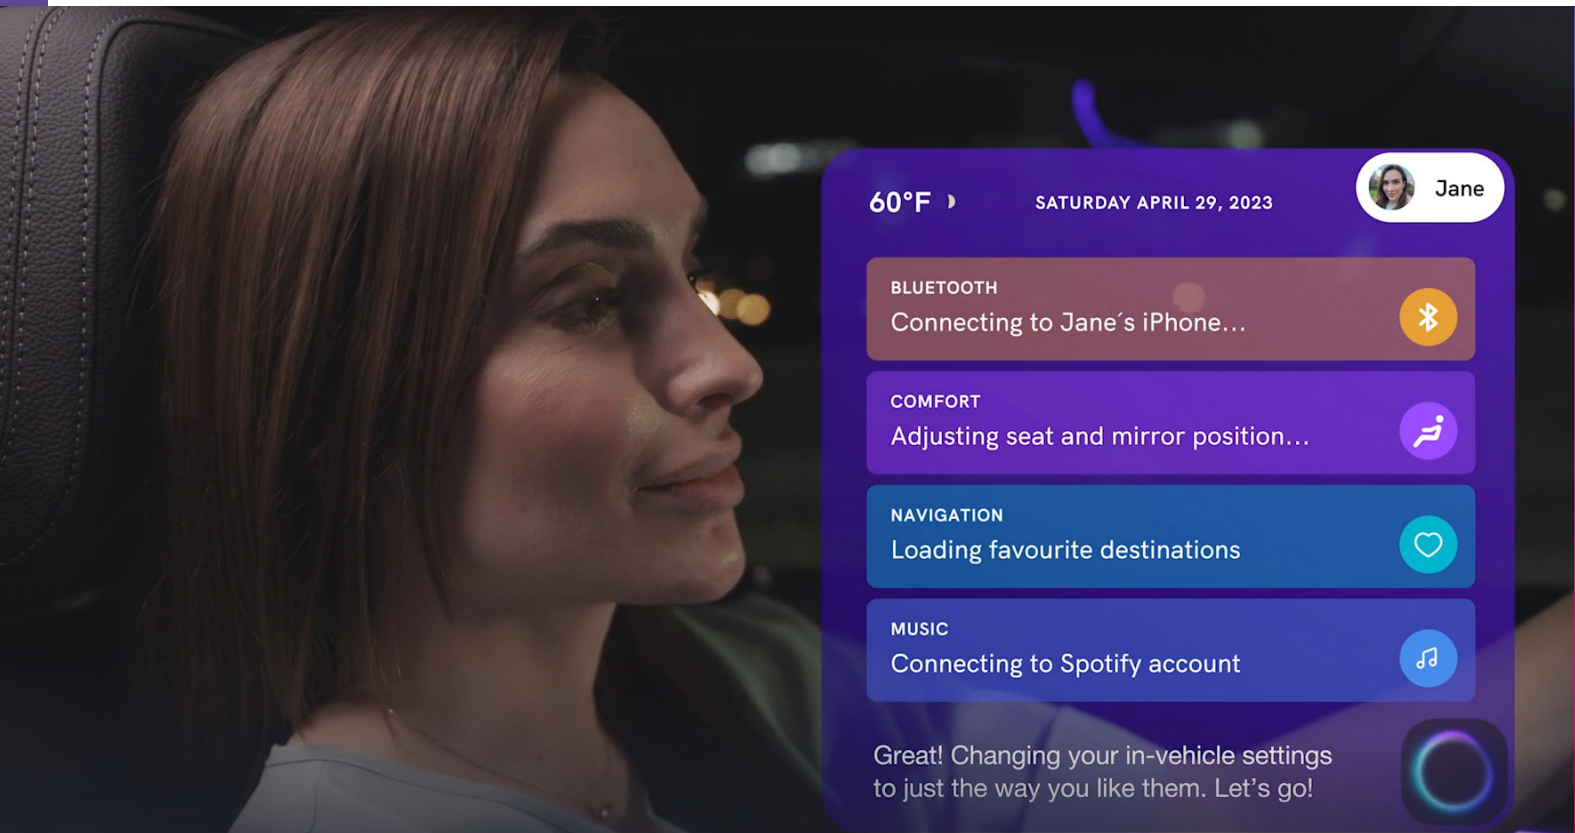 60°F
SATURDAY APRIL 29, 2023
Jane
BLUETOOTH
Connecting to Jane´s iPhone...
COMFORT
Adjusting seat and mirror position...
NAVIGATION
Loading favourite destinations
MUSIC
Connecting to Spotify account
Great! Changing your in-vehicle settings
to just the way you like them. Let's go!